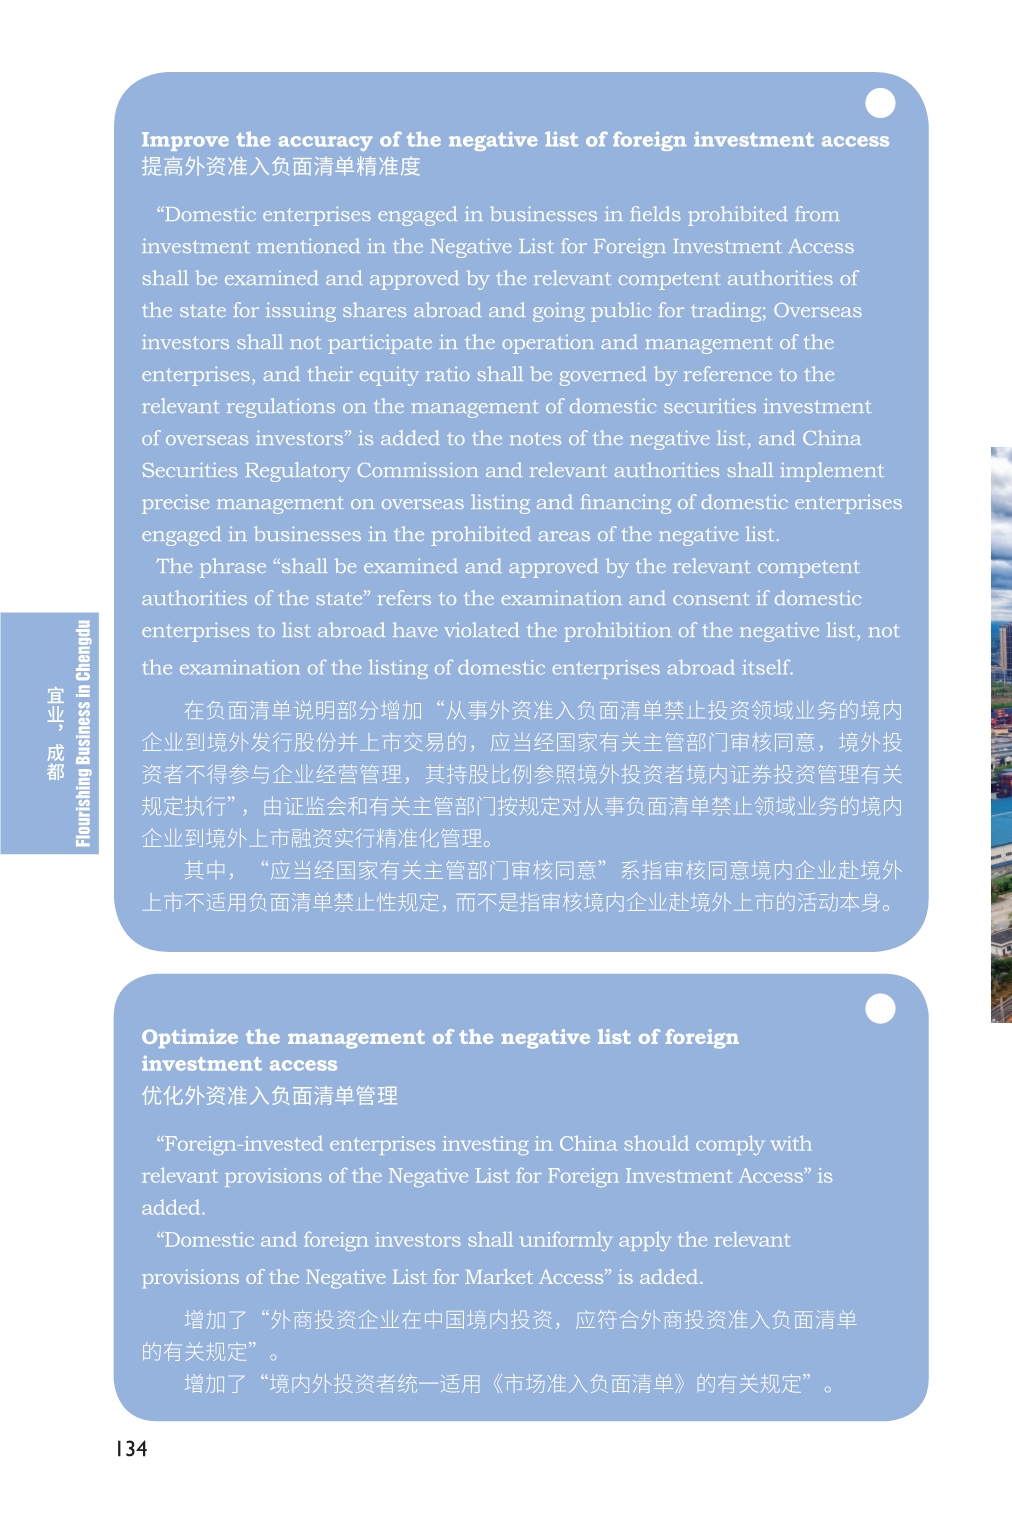 Improve the accuracy of the negative list of foreign investment access
提高外资准入负面清单精准度
“Domestic enterprises engaged in businesses in fields prohibited from
investment mentioned in the Negative List for Foreign Investment Access
shall be examined and approved by the relevant competent authorities of
the state for issuing shares abroad and going public for trading; Overseas
investors shall not participate in the operation and management of the
enterprises, and their equity ratio shall be governed by reference to the
relevant regulations on the management of domestic securities investment
of overseas investors” is added to the notes of the negative list, and China
Securities Regulatory Commission and relevant authorities shall implement
precise management on overseas listing and financing of domestic enterprises
engaged in businesses in the prohibited areas of the negative list.
The phrase “shall be examined and approved by the relevant competent
authorities of the state” refers to the examination and consent if domestic
enterprises to list abroad have violated the prohibition of the negative list, not
the examination of the listing of domestic enterprises abroad itself.
在负面清单说明部分增加“从事外资准入负面清单禁止投资领域业务的境内
企业到境外发行股份并上市交易的，应当经国家有关主管部门审核同意，境外投
资者不得参与企业经营管理，其持股比例参照境外投资者境内证券投资管理有关
规定执行”，由证监会和有关主管部门按规定对从事负面清单禁止领域业务的境内
企业到境外上市融资实行精准化管理。
其中，“应当经国家有关主管部门审核同意”系指审核同意境内企业赴境外
上市不适用负面清单禁止性规定，而不是指审核境内企业赴境外上市的活动本身。
宜业，成都
Flourishing Business in Chengdu
Optimize the management of the negative list of foreign
investment access
优化外资准入负面清单管理
“Foreign-invested enterprises investing in China should comply with
relevant provisions of the Negative List for Foreign Investment Access” is
added.
“Domestic and foreign investors shall uniformly apply the relevant
provisions of the Negative List for Market Access” is added.
增加了“外商投资企业在中国境内投资，应符合外商投资准入负面清单
的有关规定”。
增加了“境内外投资者统一适用《市场准入负面清单》的有关规定”。
134